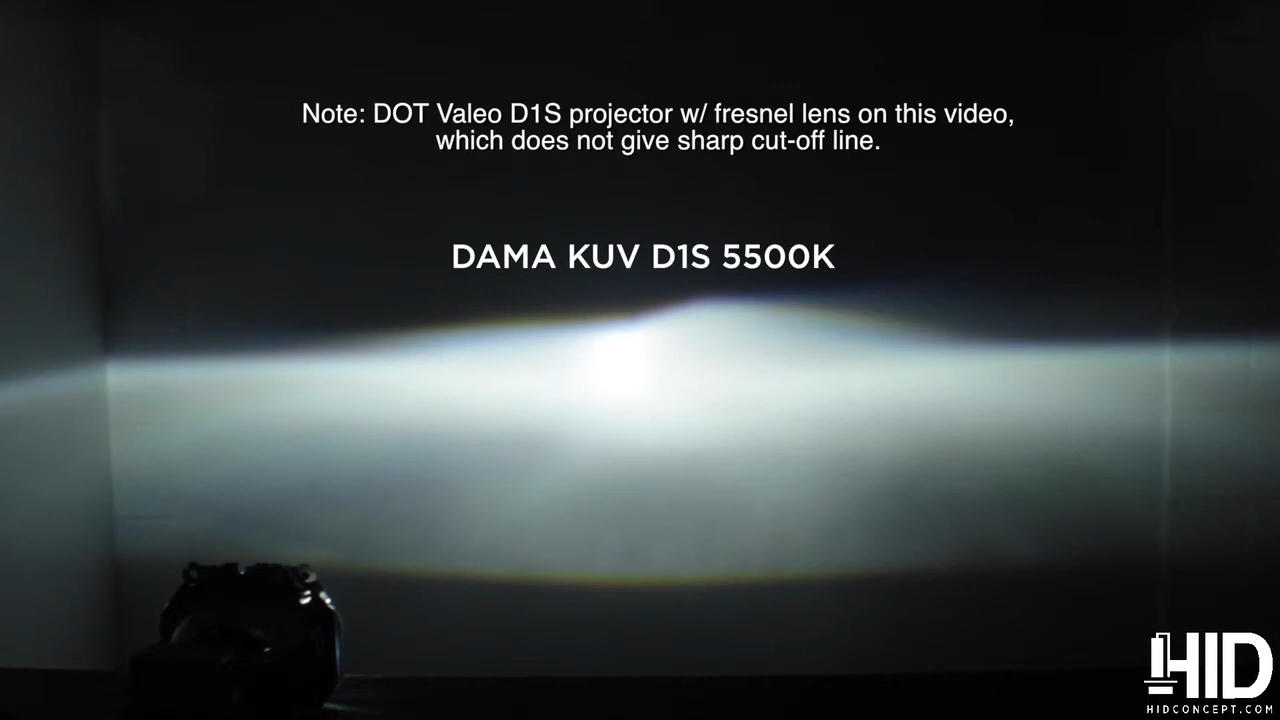 Note: DOT Valeo D1S projector w/ fresnel lens on this video,
which does not give sharp cut-off line.
DAMA KUV D1S 5500K
HID
HIDCONCEPT.COM